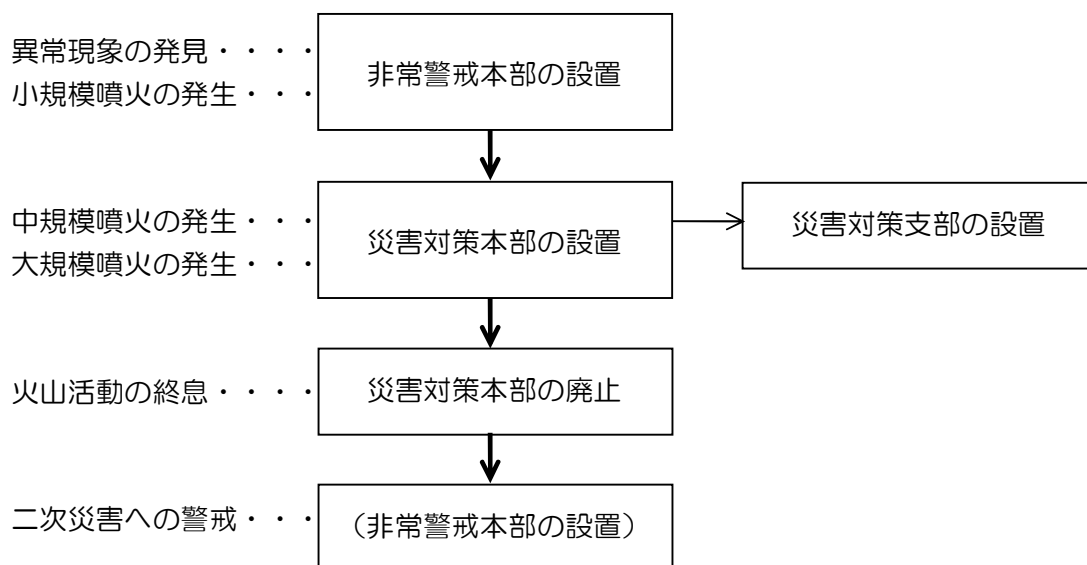 異常現象の発見・・・・
小規模噴火の発生・・・
非常警戒本部の設置
中規模噴火の発生・・・
大規模噴火の発生・・・
災害対策本部の設置
災害対策支部の設置
火山活動の終息・・・・
災害対策本部の廃止
二次災害への警戒・・・
（非常警戒本部の設置）